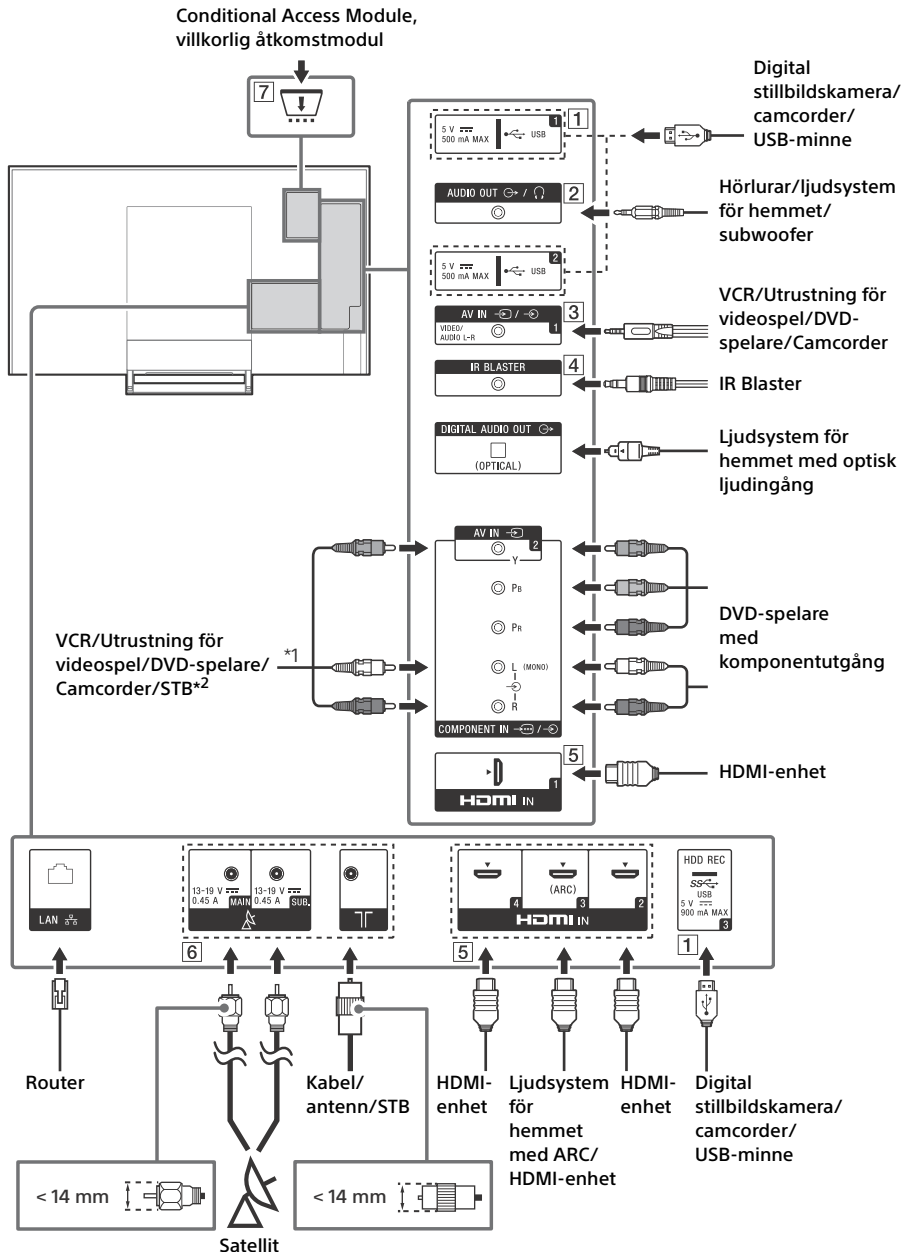 Conditional Access Module,
villkorlig åtkomstmodul
7
5 V
500 mA MAX
USB
1
1
Digital
stillbildskamera/
camcorder/
USB-minne
AUDIO OUT /
2
Hörlurar/ljudsystem
för hemmet/
subwoofer
5 V
500 mA MAX
USB
2
AV IN /
VIDEO/
AUDIO L-R
1
3
VCR/Utrustning för
videospel/DVD-
spelare/Camcorder
IR BLASTER
4
IR Blaster
DIGITAL AUDIO OUT
(OPTICAL)
Ljudsystem för
hemmet med optisk
ljudingång
AV IN
2
Y
PB
PR
L (MONO)
R
COMPONENT IN /
VCR/Utrustning för
videospel/DVD-spelare/
Camcorder/STB*2
*1
DVD-spelare
med
komponentutgång
5
1
HDMI IN
HDMI-enhet
LAN
13-19 V
0.45 A
MAIN
13-19 V
0.45 A
SUB.
6
4
(ARC)
3
2
HDMI IN
5
HDD REC
SS
USB
5 V
900 mA MAX
3
1
Router
Kabel/
antenn/STB
HDMI-
enhet
Ljudsystem
för
hemmet
med ARC/
HDMI-enhet
HDMI-
enhet
Digital
stillbildskamera/
camcorder/
USB-minne
< 14 mm
< 14 mm
Satellit